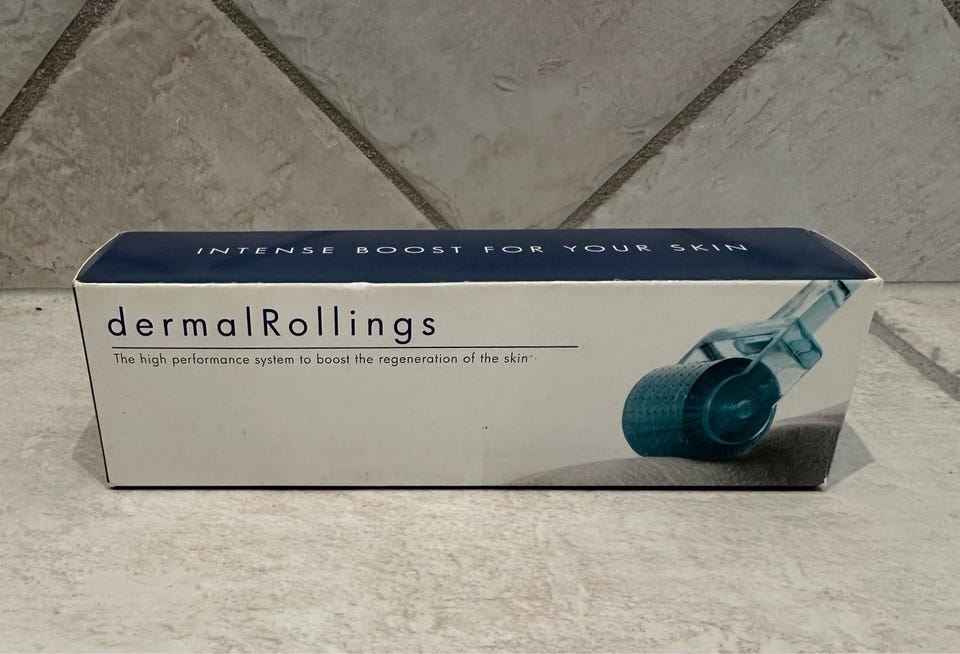 INTENSE BOOST FOR YOUR SKIN
dermalRollings
The high performance system to boost the regeneration of the skin